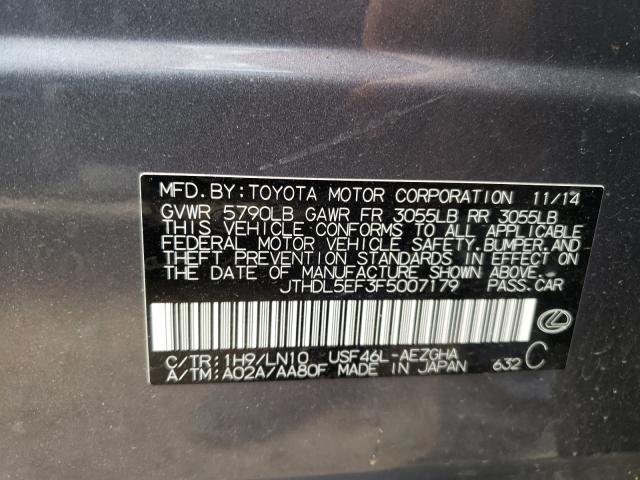 MFD. BY: TOYOTA MOTOR CORPORATION 11/14
GVWR 5790LB GAWR FR 3055LB RR 3055LB
THIS VEHICLE CONFORMS TO ALL APPLICABLE
FEDERAL MOTOR VEHICLE SAFETY, BUMPER, AND
THEFT PREVENTION STANDARDS IN EFFECT ON
THE DATE OF MANUFACTURE SHOWN ABOVE.
JTHDL5EF3F5007179 PASS. CAR
C/TR: 1H9/LN10 USF46L-AEZGHA
A/TM: A02A/AA80F MADE IN JAPAN 632 C